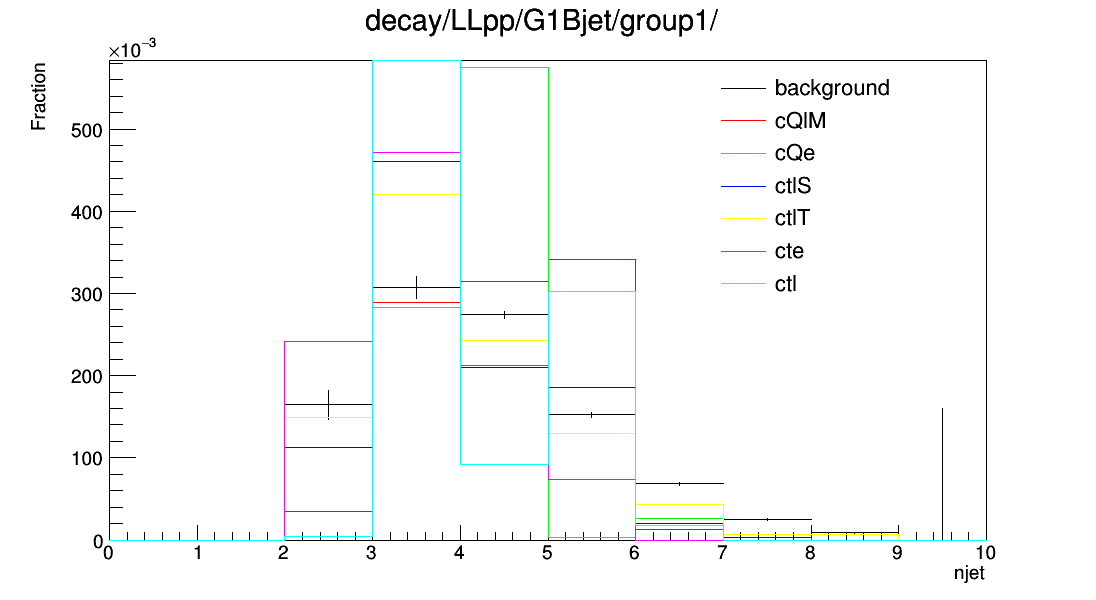 decay/LLpp/G1Bjet/group1/
×10⁻³
Fraction
background
cQlM
cQe
ctlS
ctlT
cte
ctl
500
400
300
200
100
0
0 1 2 3 4 5 6 7 8 9 10
njet